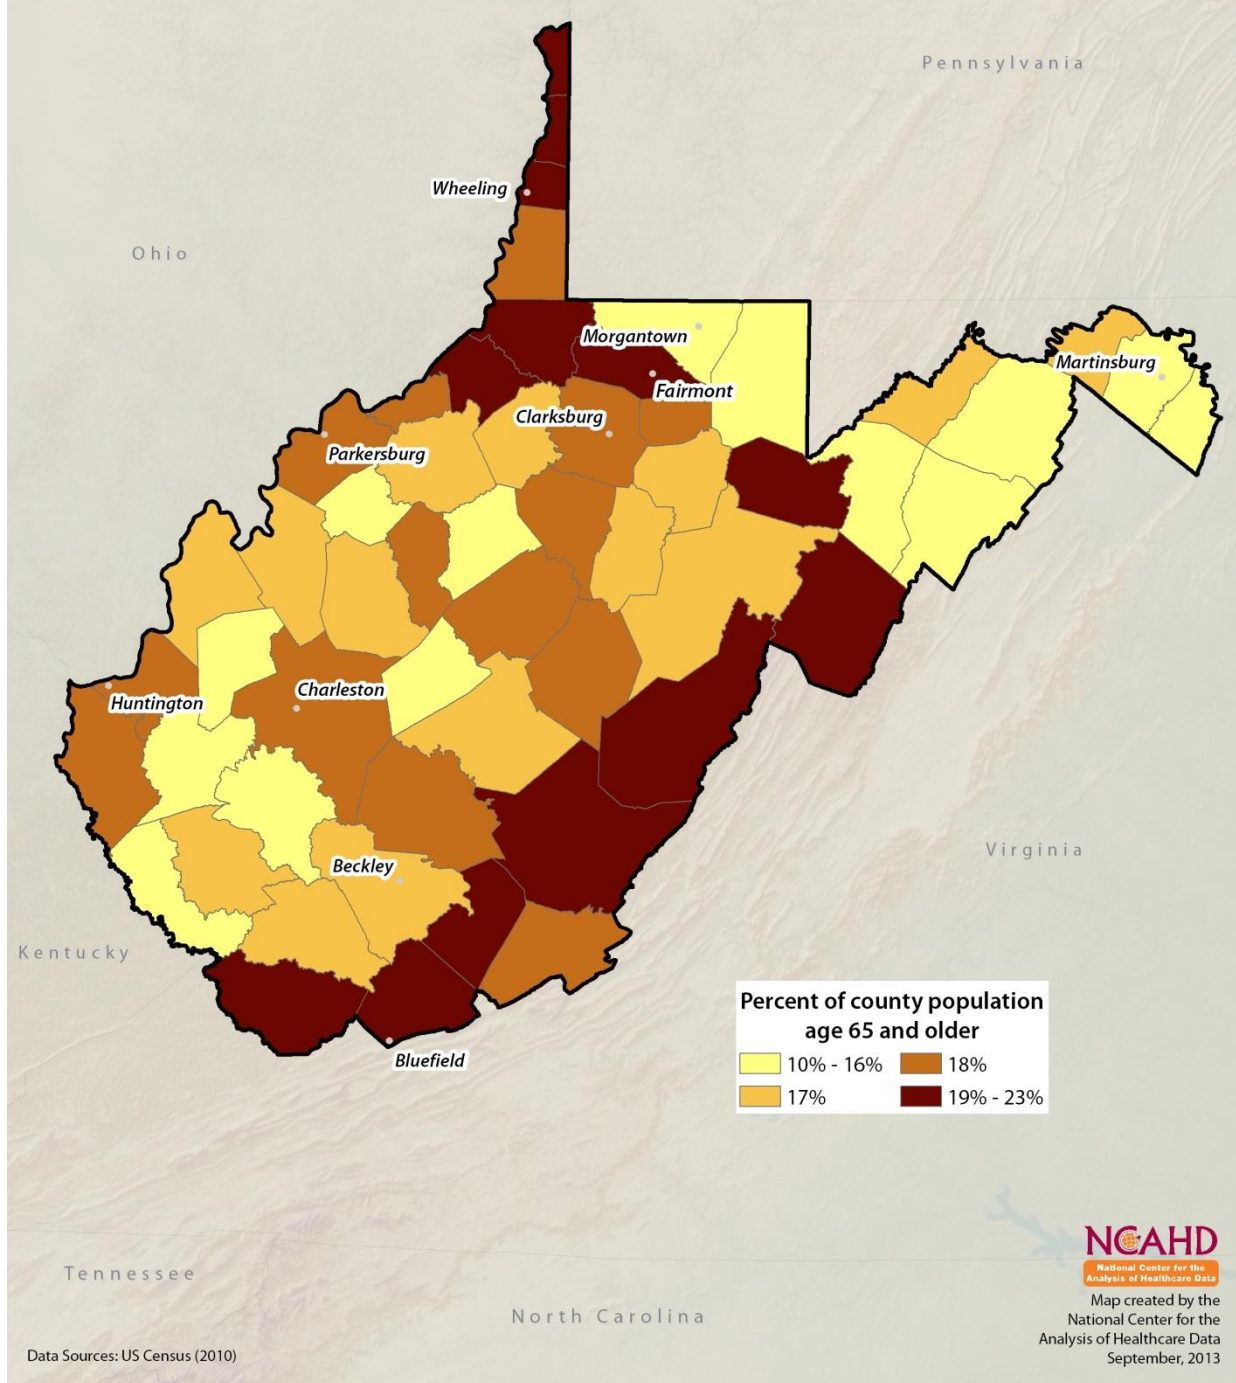 Pennsylvania
Wheeling
Ohio
Morgantown
Martinsburg
Fairmont
Clarksburg
Parkersburg
Charleston
Huntington
Virginia
Beckley
Kentucky
Percent of county population
age 65 and older
10% - 16%
18%
17%
19% - 23%
Bluefield
NCAHD
National Center for the
Analysis of Healthcare Data
Tennessee
North Carolina
Map created by the
National Center for the
Analysis of Healthcare Data
September, 2013
Data Sources: US Census (2010)